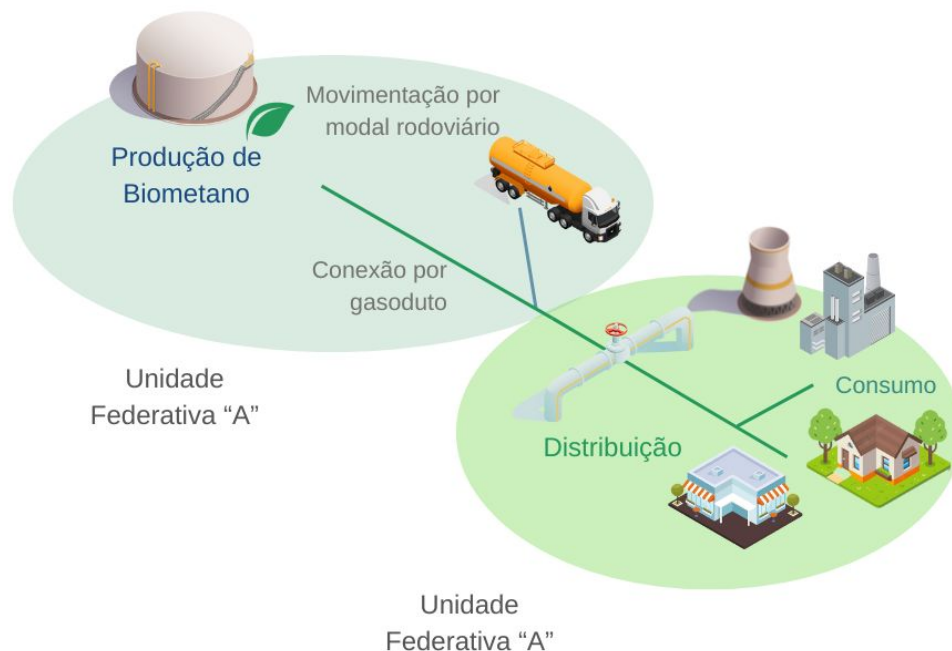 Movimentação por
modal rodoviário
Produção de
Biometano
Conexão por
gasoduto
Unidade
Federativa “A”
Consumo
Distribuição
Unidade
Federativa “A”